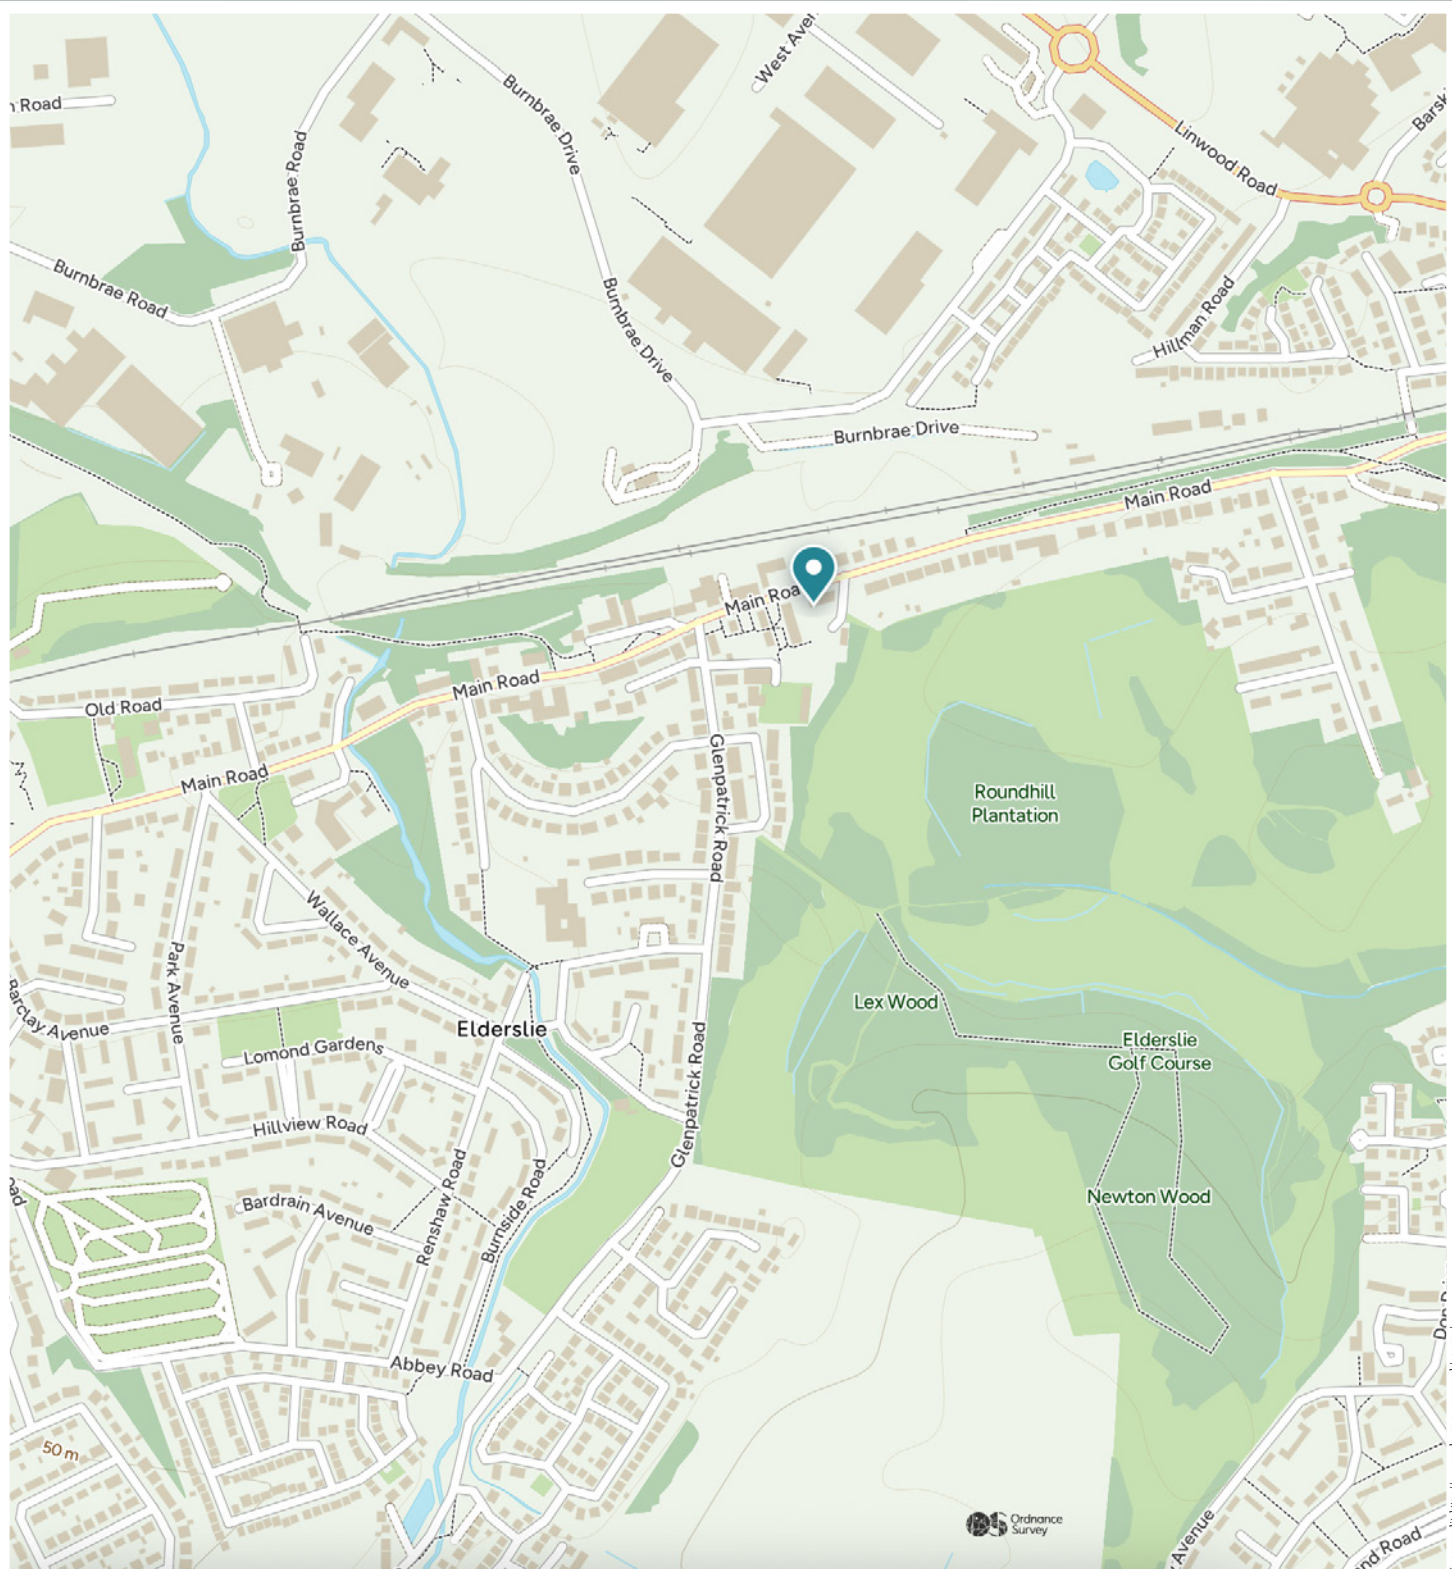 West Aven
Road
Burnbrae Drive
Linwood Road
Barsk
Burnbrae Road
Burnbrae Road
Burnbrae Drive
Hillman Road
Burnbrae Drive
Main Road
Main Roa
Main Road
Old Road
Main Road
Glenpatrick Road
Roundhill
Plantation
Wallace Avenue
Park Avenue
Lex Wood
Barclay Avenue
Elderslie
Elderslie
Golf Course
Lomond Gardens
Glenpatrick Road
Hillview Road
Newton Wood
oad
Bardrain Avenue
Renshaw Road
Burnside Road
Abbey Road
50 m
Ordnance
Survey
Avenue
nd Road